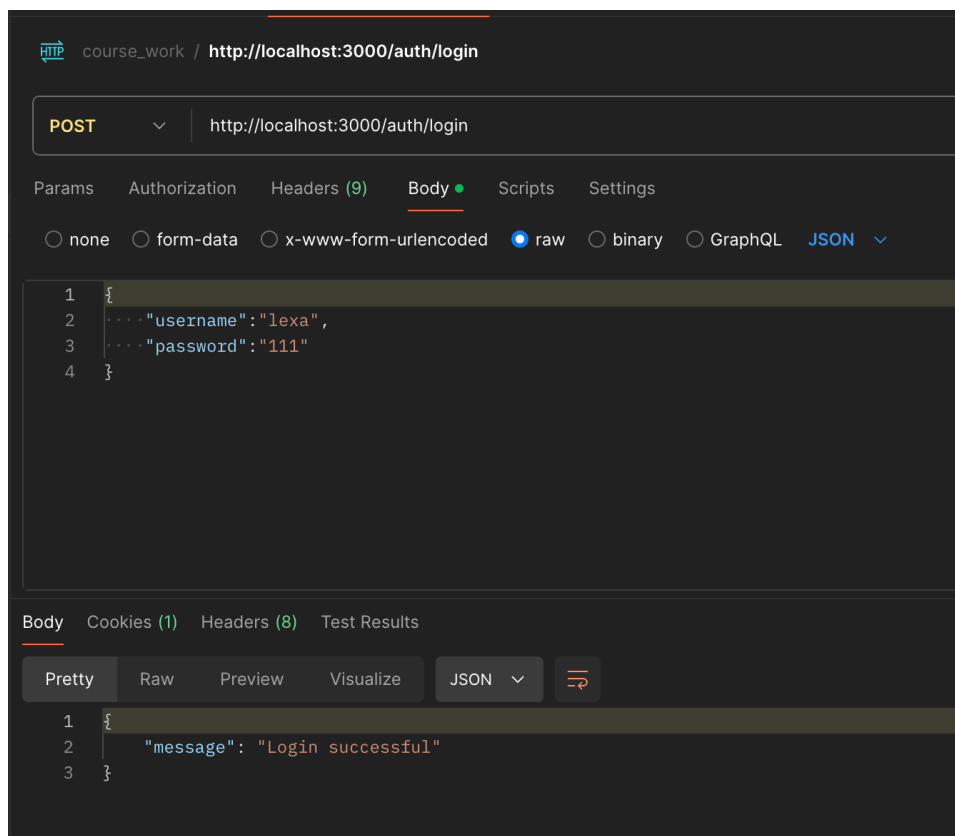 HTTP course_work / http://localhost:3000/auth/login
POST http://localhost:3000/auth/login
Params Authorization Headers (9) Body Scripts Settings
none form-data x-www-form-urlencoded raw binary GraphQL JSON
1 {
2 ····"username":"lexa",
3 ····"password":"111"
4 }
Body Cookies (1) Headers (8) Test Results
Pretty Raw Preview Visualize JSON
1 {
2 "message": "Login successful"
3 }